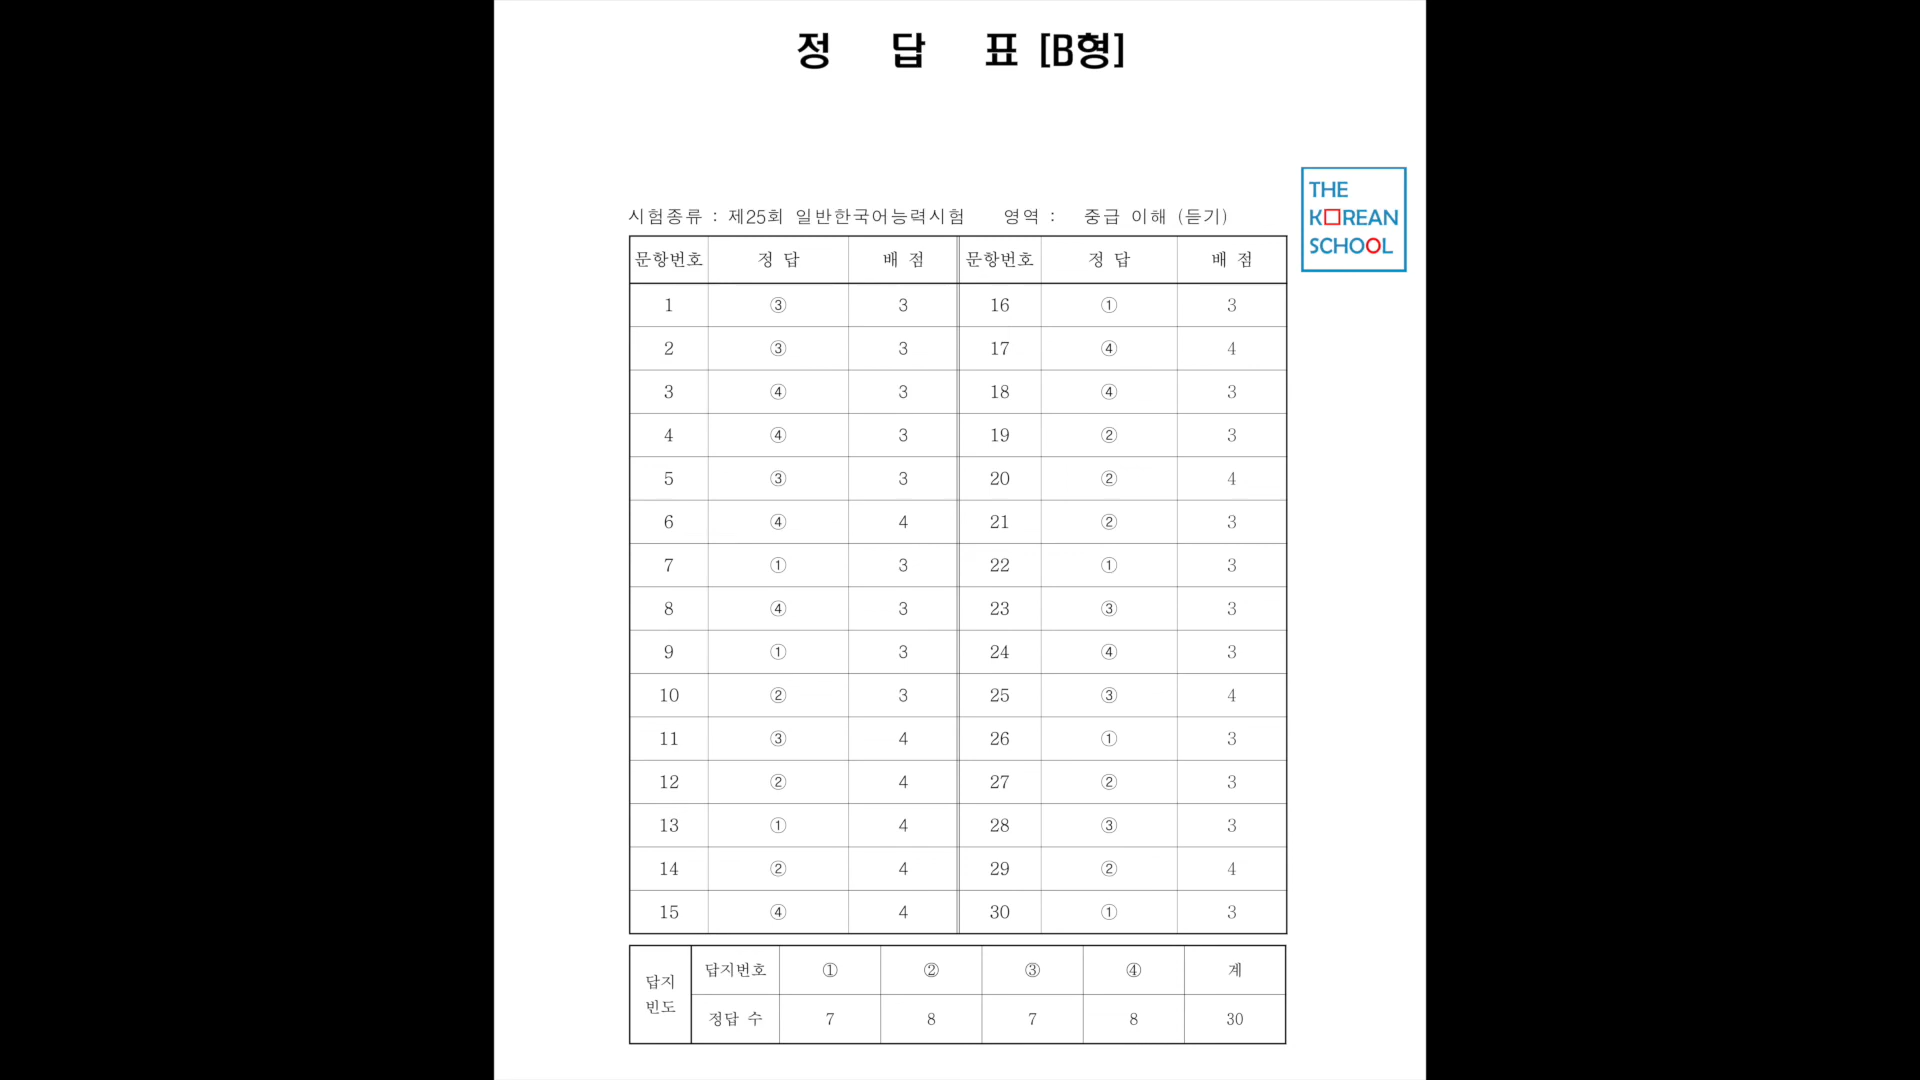 정 답 표 [B형]
THE
KOREAN
SCHOOL
시험종류 : 제25회 일반한국어능력시험 영역 : 중급 이해 (듣기)
문항번호 정 답 배 점 문항번호 정 답 배 점
1 ③ 3 16 ① 3
2 ③ 3 17 ④ 4
3 ④ 3 18 ④ 3
4 ④ 3 19 ② 3
5 ③ 3 20 ② 4
6 ④ 4 21 ② 3
7 ① 3 22 ① 3
8 ④ 3 23 ③ 3
9 ① 3 24 ④ 3
10 ② 3 25 ③ 4
11 ③ 4 26 ① 3
12 ② 4 27 ② 3
13 ① 4 28 ③ 3
14 ② 4 29 ② 4
15 ④ 4 30 ① 3
답지 빈도
답지번호 ① ② ③ ④ 계
정답 수 7 8 7 8 30